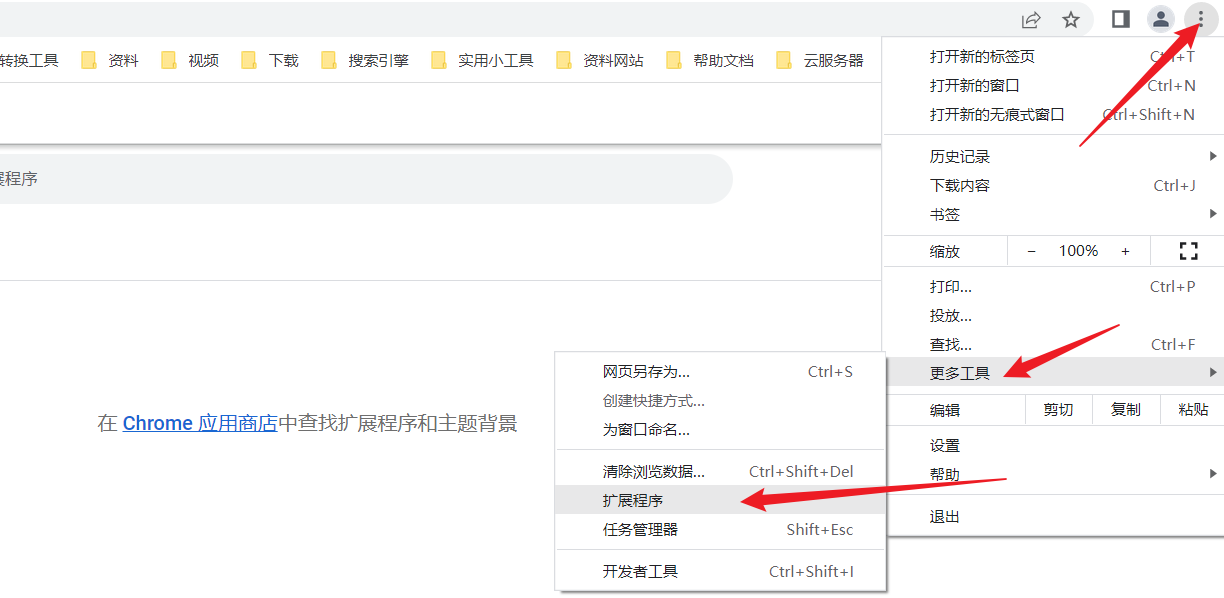 转换工具 资料 视频 下载 搜索引擎 实用小工具 资料网站 帮助文档 云服务器
打开新的标签页 Ctrl+T
打开新的窗口 Ctrl+N
打开新的无痕式窗口 Ctrl+Shift+N
历史记录
下载内容 Ctrl+J
书签
缩放 − 100% +
打印... Ctrl+P
投放...
查找... Ctrl+F
更多工具
编辑 剪切 复制 粘贴
设置
帮助
退出
展程序
在 Chrome 应用商店中查找扩展程序和主题背景
网页另存为... Ctrl+S
创建快捷方式...
为窗口命名...
清除浏览数据... Ctrl+Shift+Del
扩展程序
任务管理器 Shift+Esc
开发者工具 Ctrl+Shift+I